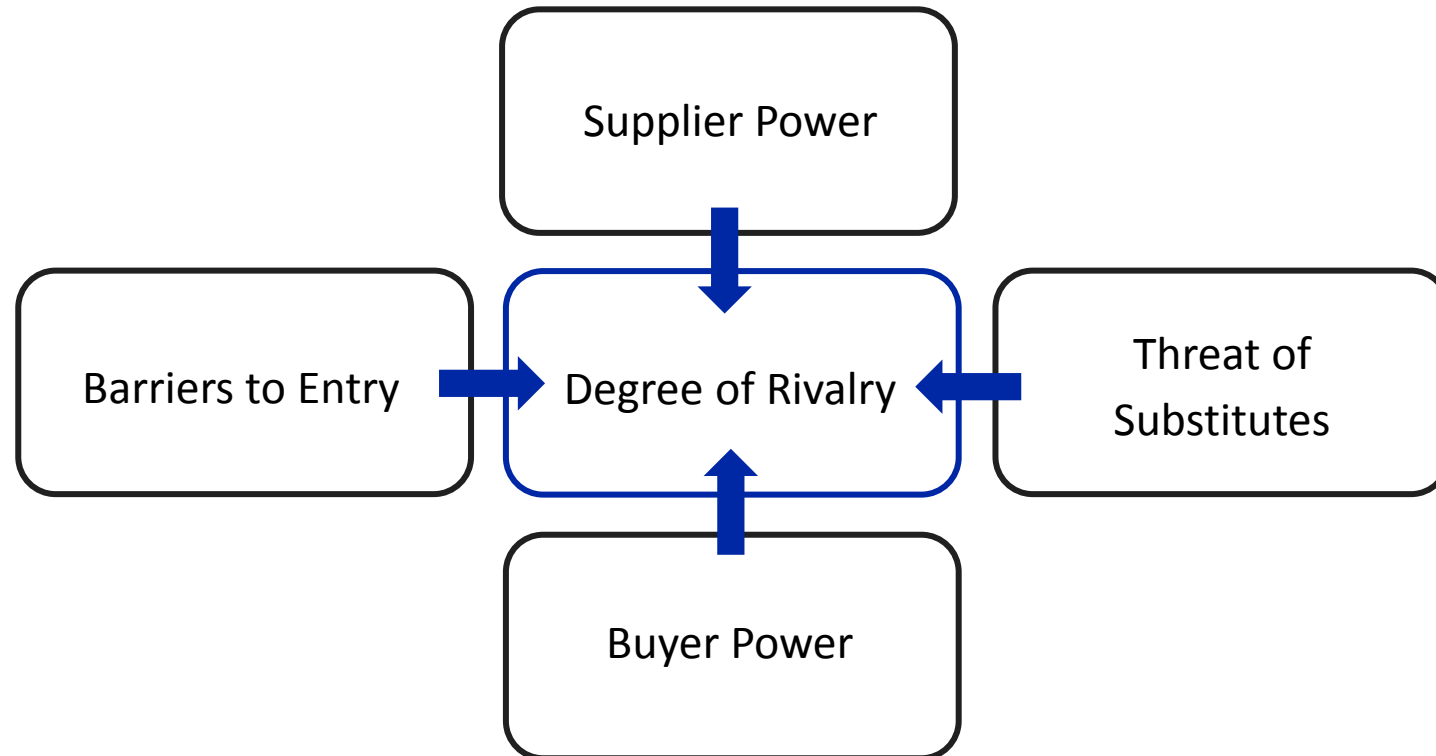 Supplier Power
Barriers to Entry
Degree of Rivalry
Threat of
Substitutes
Buyer Power